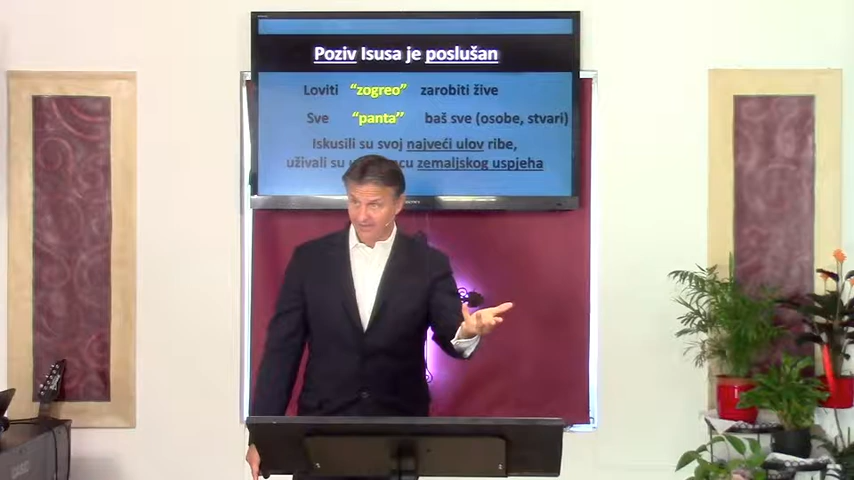 Poziv Isusa je poslušan
Loviti "zogreo" zarobiti žive
Sve "panta" baš sve (osobe, stvari)
Iskusili su svoj najveći ulov ribe,
uživali su zemaljskog uspjeha